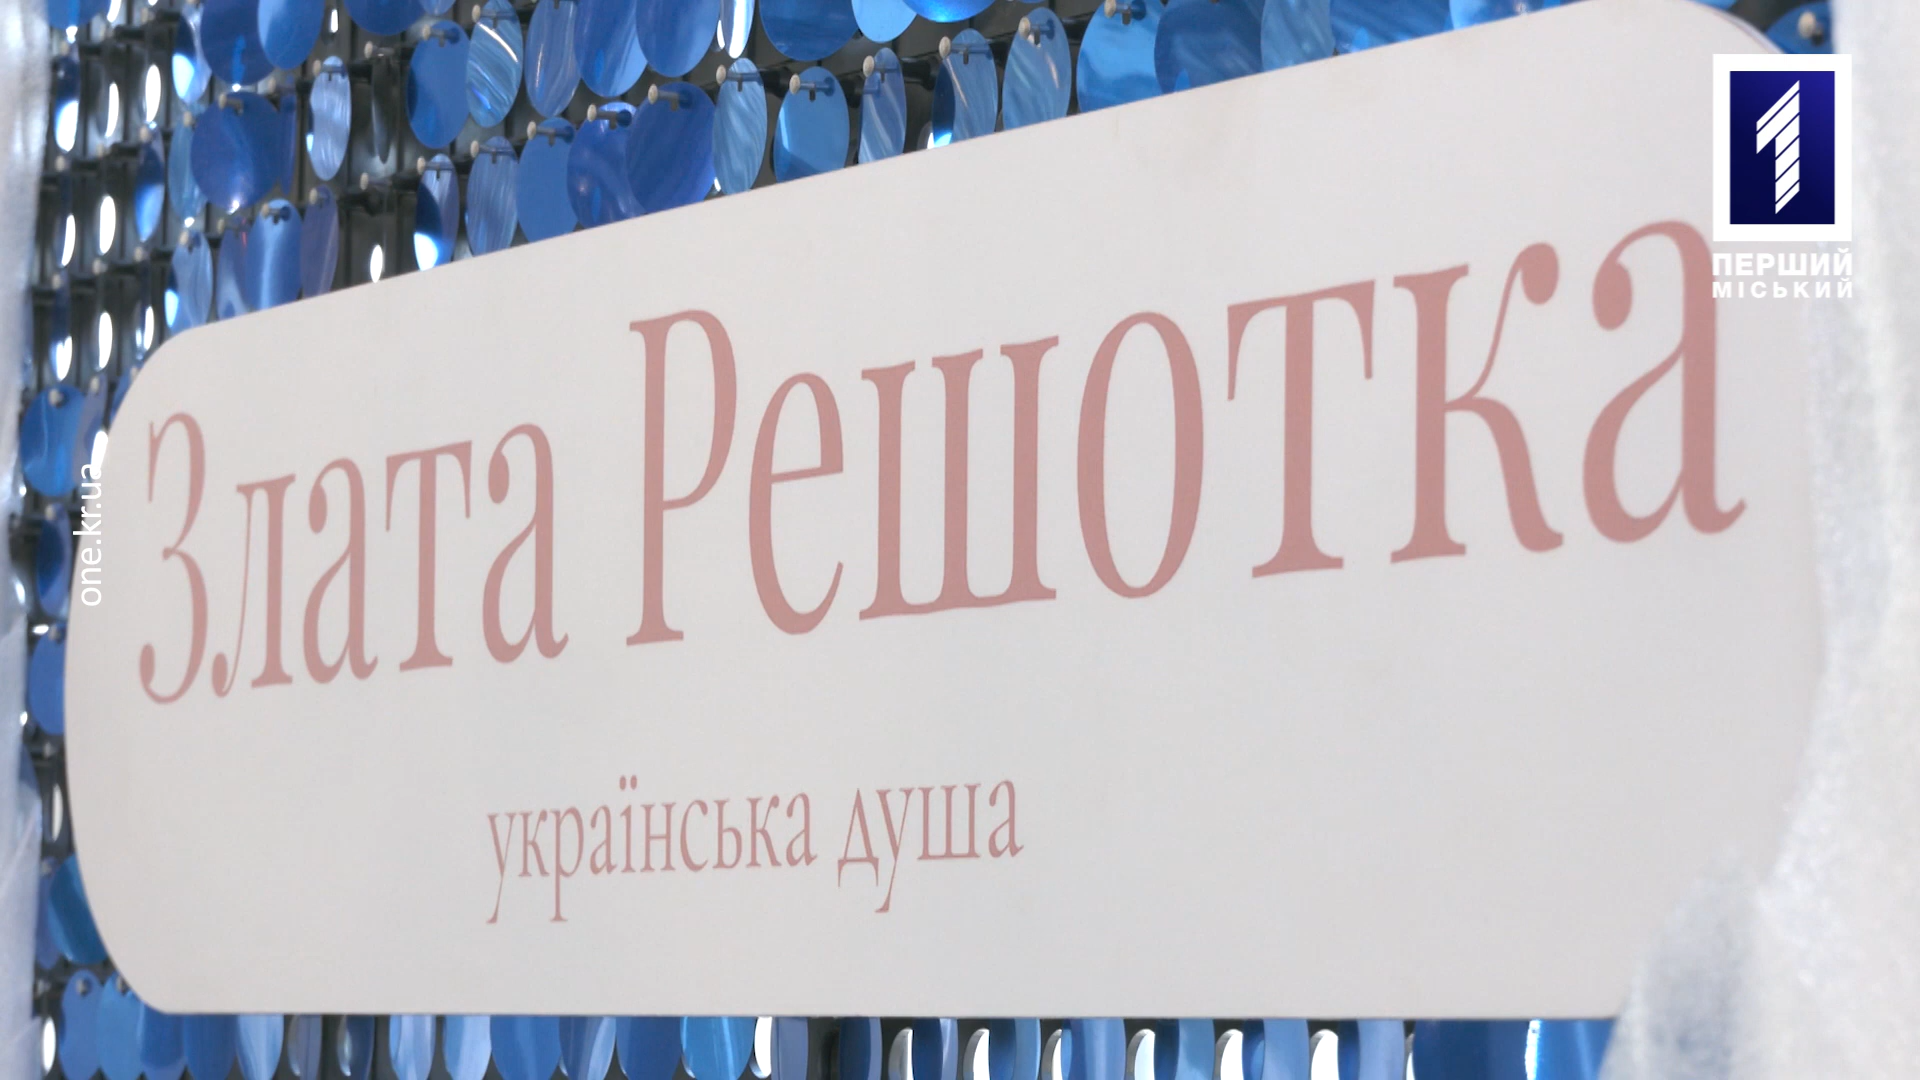 Злата Решотка
українська душа
ПЕРШИЙ
МІСЬКИЙ
one.kr.ua